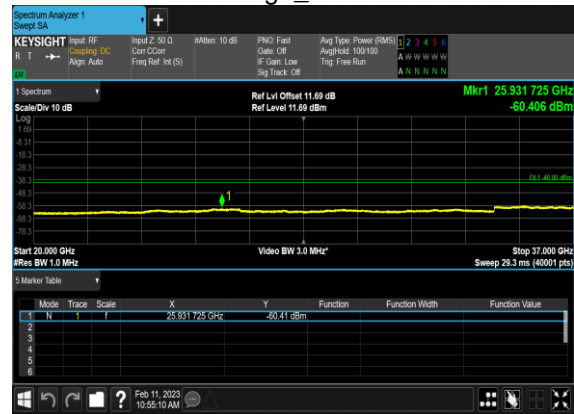 Spectrum Analyzer 1
Swept SA
+
KEYSIGHT Input: RF Input Z: 50 Ω #Atten: 10 dB PNO: Fast Avg Type: Power (RMS) 1 2 3 4 5 6
R T Coupling: DC Corr CCorr Gate: Off Avg|Hold: 100/100 A W W W W W
Align: Auto Freq Ref: Int (S) IF Gain: Low Trig: Free Run
LXI Sig Track: Off A N N N N N
1 Spectrum Ref Lvl Offset 11.69 dB Mkr1 25.931 725 GHz
Scale/Div 10 dB Ref Level 11.69 dBm -60.406 dBm
Log
1.69
-8.31
-18.3
-28.3
-38.3 DL1 -40.00 dBm
-48.3
1
-58.3
-68.3
-78.3
Start 20.000 GHz Video BW 3.0 MHz* Stop 37.000 GHz
#Res BW 1.0 MHz Sweep 29.3 ms (40001 pts)
5 Marker Table
Mode Trace Scale X Y Function Function Width Function Value
1 N 1 f 25.931 725 GHz -60.41 dBm
2
3
4
5
6
? Feb 11, 2023
10:55:10 AM